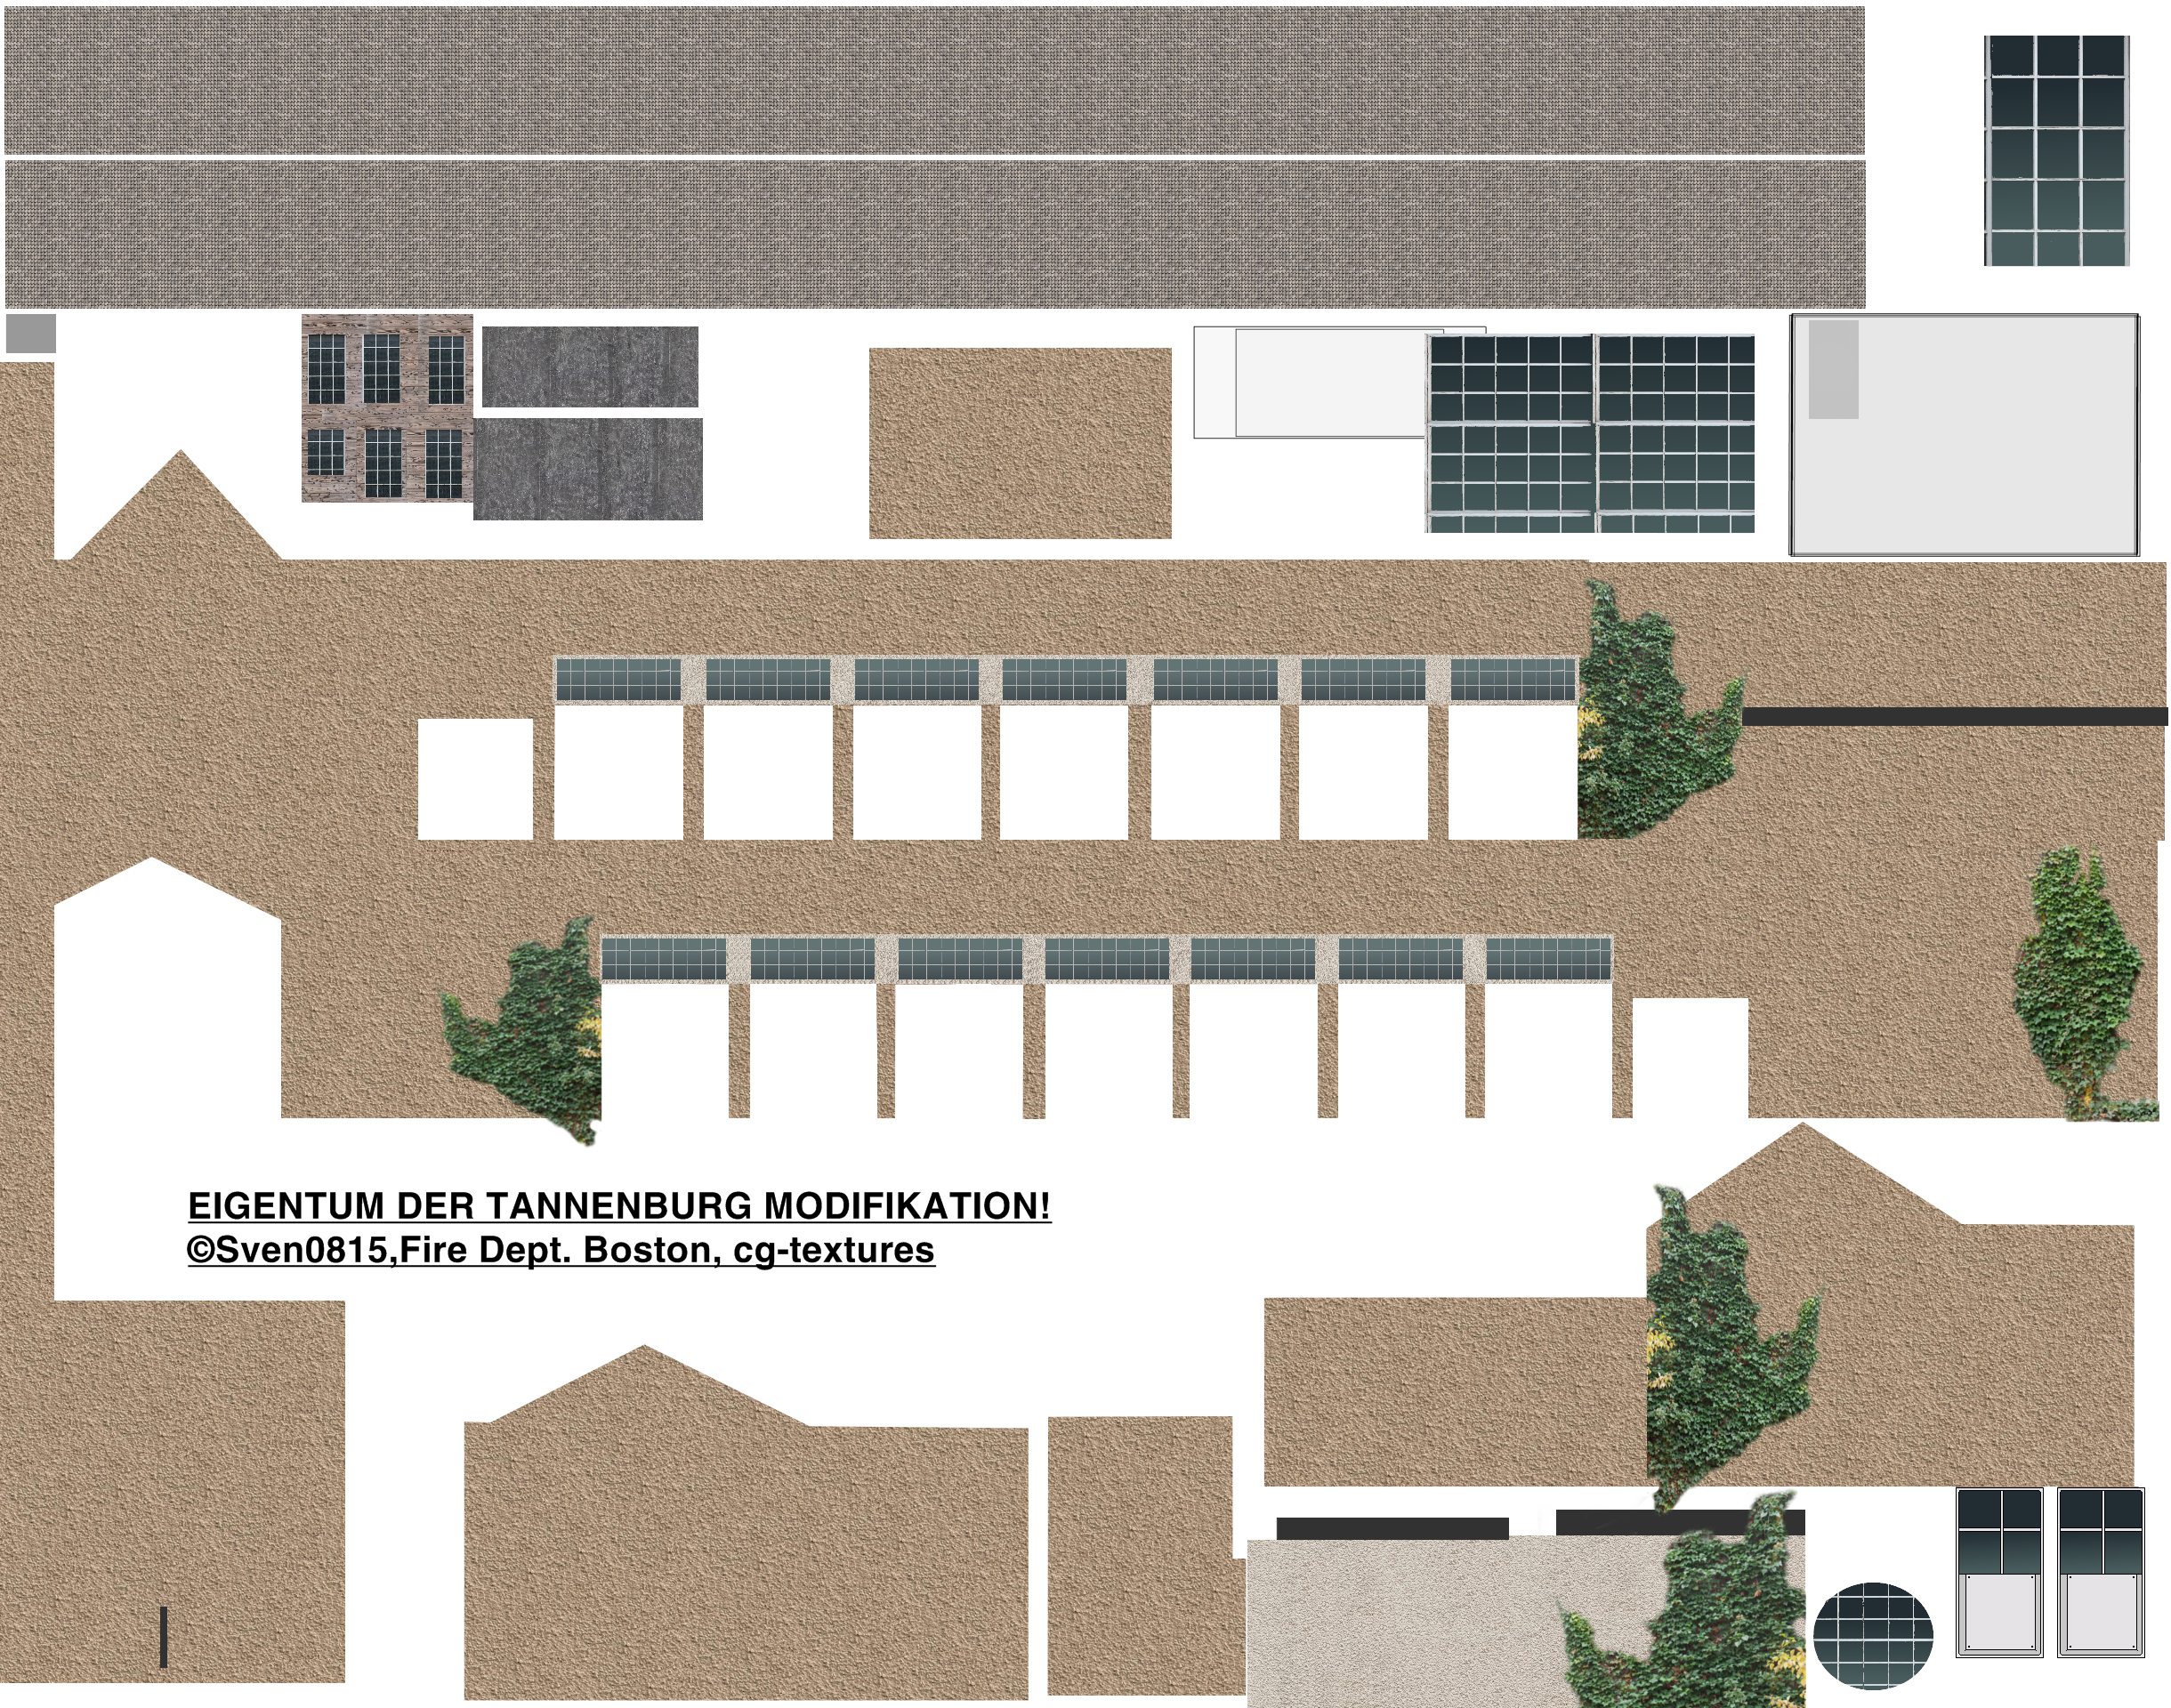 EIGENTUM DER TANNENBURG MODIFIKATION!
©Sven0815,Fire Dept. Boston, cg-textures